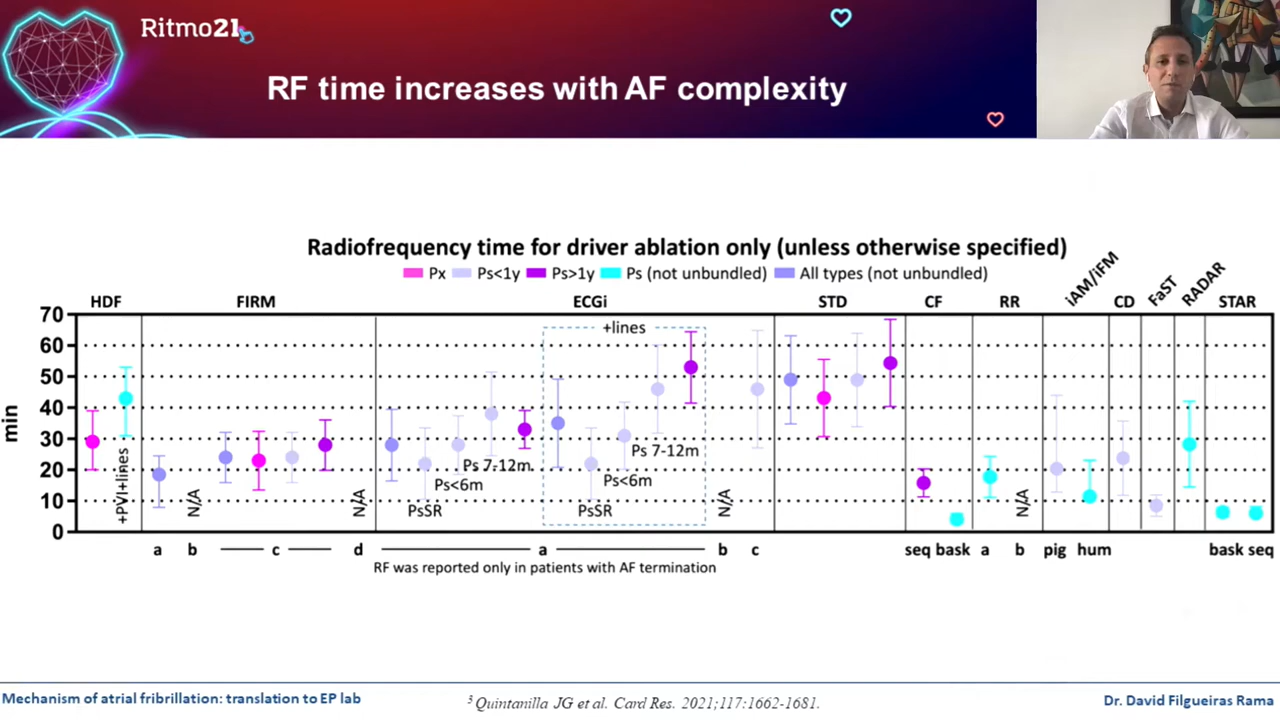 Ritmo21
RF time increases with AF complexity
Radiofrequency time for driver ablation only (unless otherwise specified)
Px Ps<1y Ps>1y Ps (not unbundled) All types (not unbundled)
HDF FIRM ECGi STD CF RR iAM/iFM CD FaST RADAR STAR
min
70
60
50
40
30
20
10
0
+PVI+lines
N/A
N/A
+lines
Ps 7-12m
Ps<6m
PsSR
Ps 7-12m
Ps<6m
PsSR
N/A
N/A
a b c d a b c seq bask a b pig hum bask seq
RF was reported only in patients with AF termination
Mechanism of atrial fribrillation: translation to EP lab
3 Quintanilla JG et al. Card Res. 2021;117:1662-1681.
Dr. David Filgueiras Rama